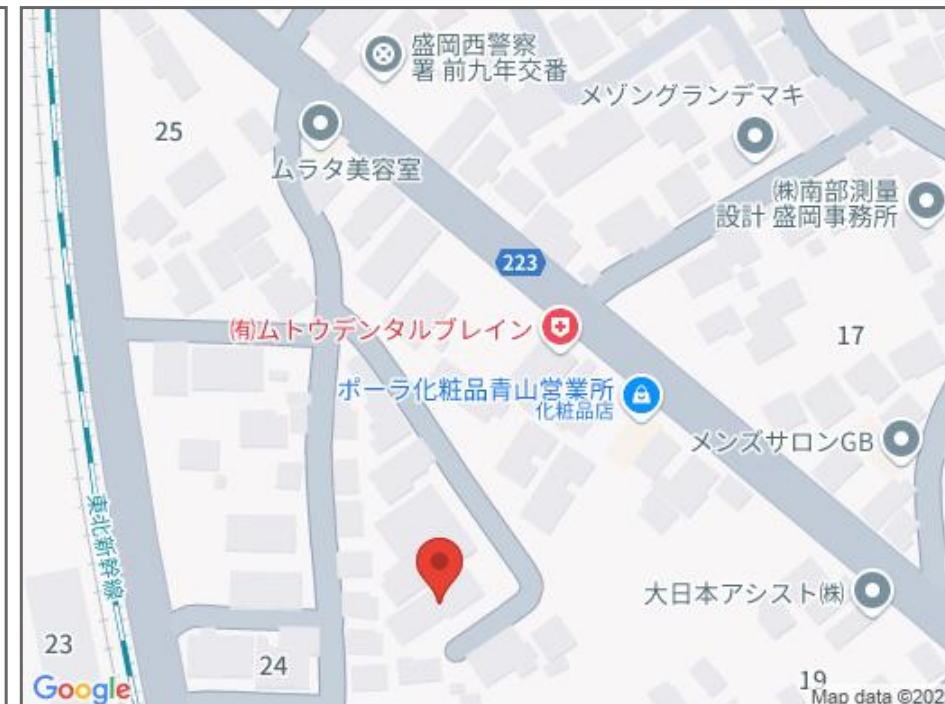 盛岡西警察
署 前九年交番
メゾングランデマキ
25
ムラタ美容室
㈱南部測量
設計 盛岡事務所
223
㈲ムトウデンタルブレイン
17
ポーラ化粧品青山営業所
化粧品店
メンズサロンGB
東北新幹線
大日本アシスト㈱
23
24
19
Google
Map data ©202